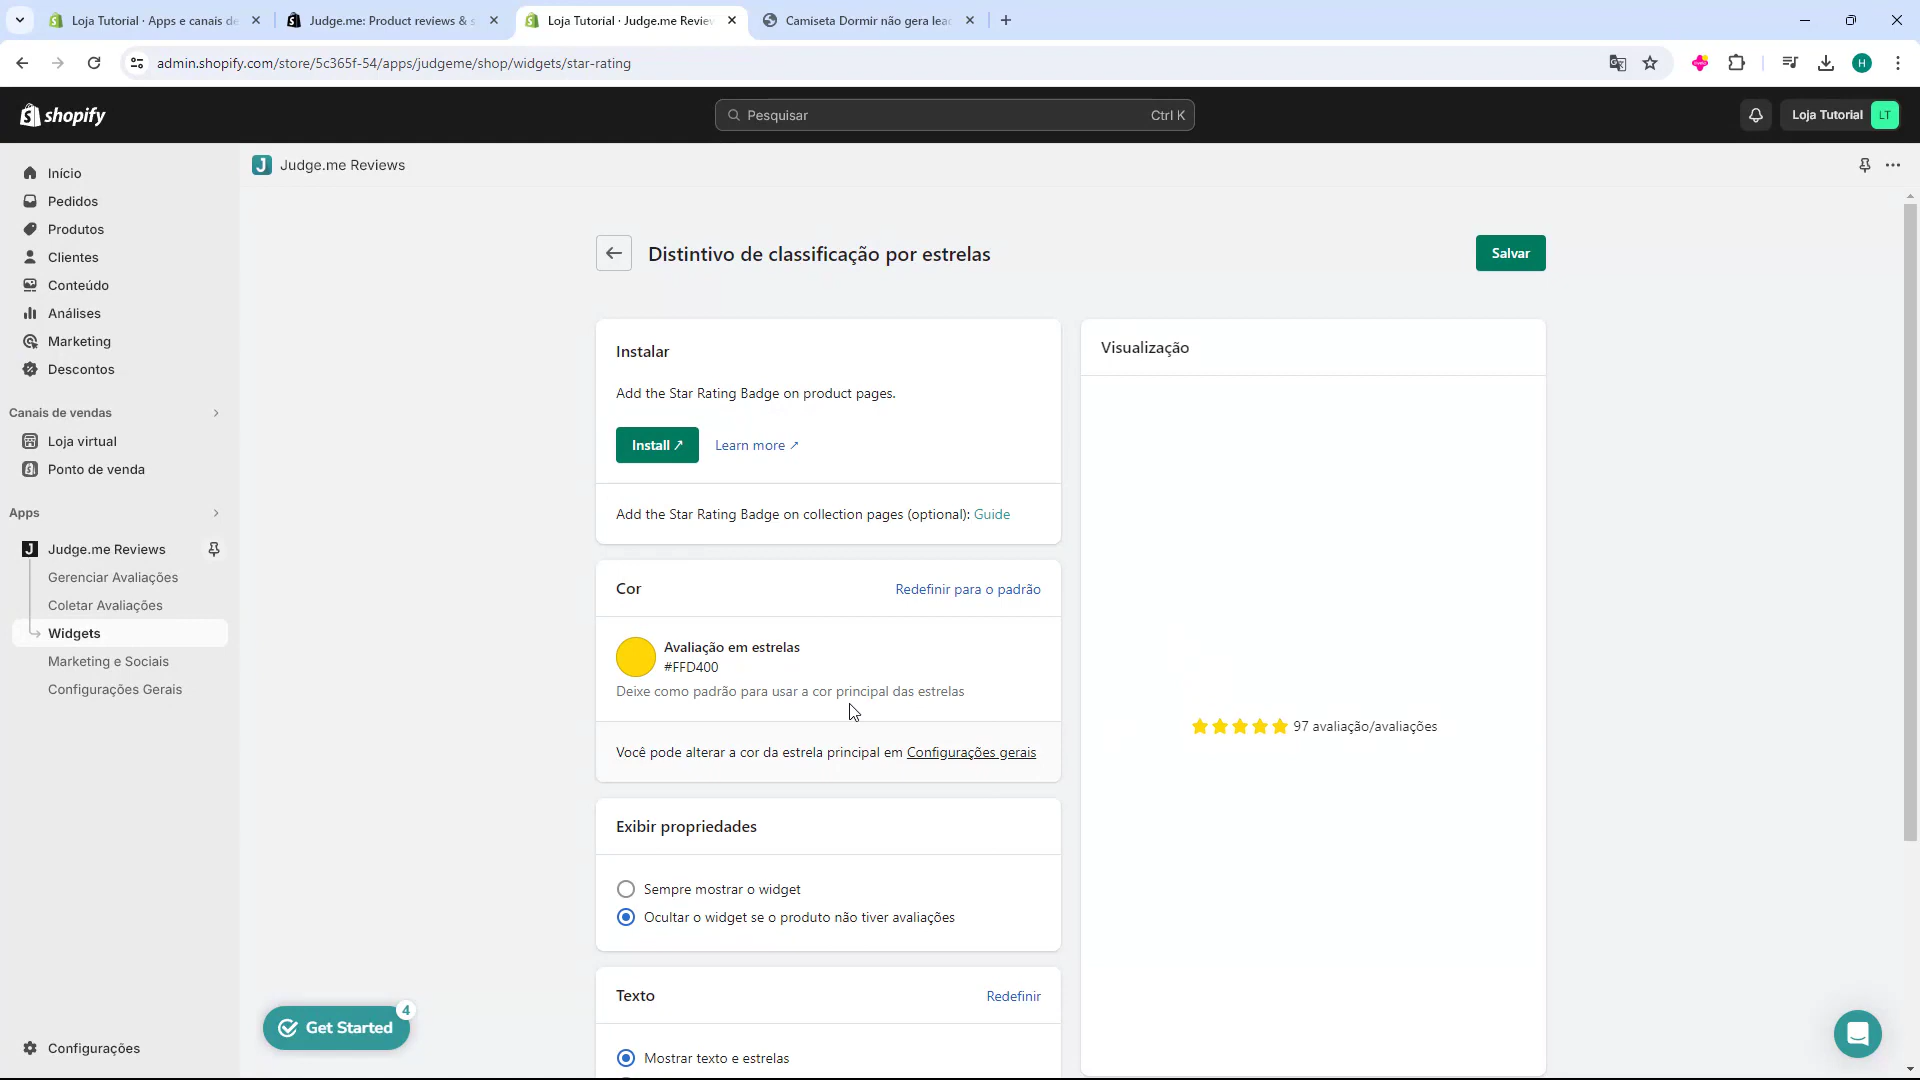 Loja Tutorial · Apps e canais de
Judge.me: Product reviews & s
Loja Tutorial · Judge.me Review
Camiseta Dormir não gera lea
admin.shopify.com/store/5c365f-54/apps/judgeme/shop/widgets/star-rating
H
shopify
Pesquisar
Ctrl K
Loja Tutorial
LT
Início
Pedidos
Produtos
Clientes
Conteúdo
Análises
Marketing
Descontos
Canais de vendas
Loja virtual
Ponto de venda
Apps
Judge.me Reviews
Gerenciar Avaliações
Coletar Avaliações
Widgets
Marketing e Sociais
Configurações Gerais
Configurações
J Judge.me Reviews
Distintivo de classificação por estrelas
Salvar
Instalar
Add the Star Rating Badge on product pages.
Install ↗
Learn more ↗
Add the Star Rating Badge on collection pages (optional): Guide
Cor
Redefinir para o padrão
Avaliação em estrelas
#FFD400
Deixe como padrão para usar a cor principal das estrelas
Você pode alterar a cor da estrela principal em Configurações gerais
Exibir propriedades
Sempre mostrar o widget
Ocultar o widget se o produto não tiver avaliações
Texto
Redefinir
Mostrar texto e estrelas
Visualização
97 avaliação/avaliações
Get Started
4